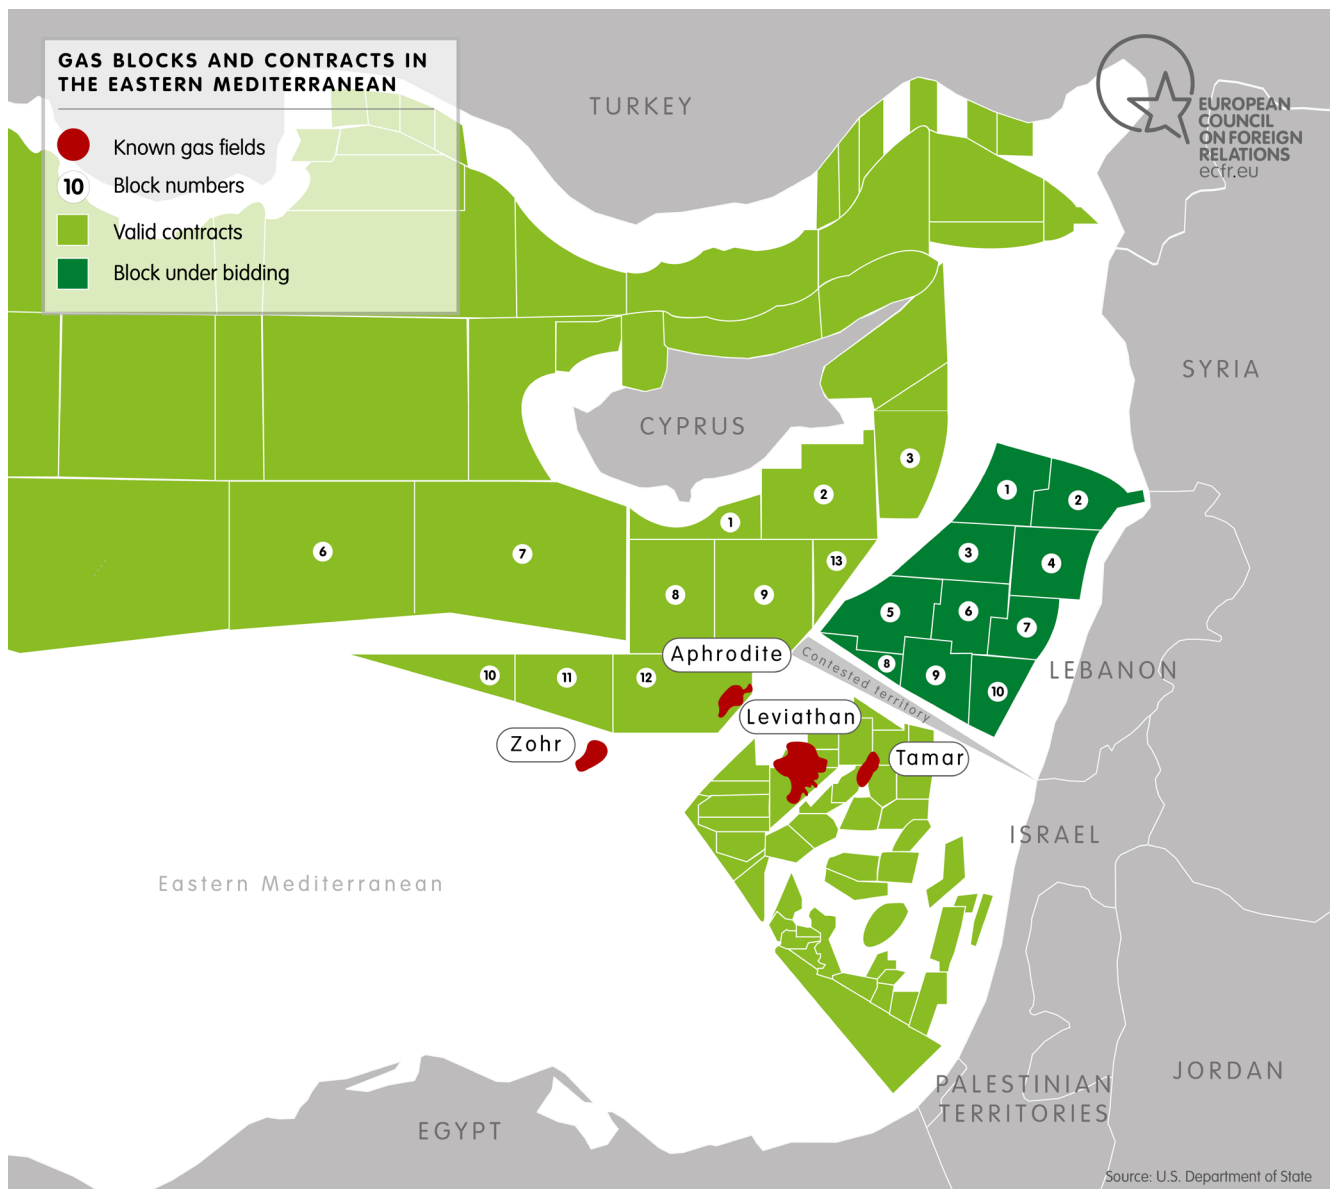 GAS BLOCKS AND CONTRACTS IN
THE EASTERN MEDITERRANEAN
Known gas fields
10
Block numbers
Valid contracts
Block under bidding
EUROPEAN
COUNCIL
ON FOREIGN
RELATIONS
ecfr.eu
TURKEY
SYRIA
CYPRUS
3
2
1
1
2
6
7
13
3
4
8
9
5
6
7
Aphrodite
Contested territory
8
9
10
LEBANON
10
11
12
Leviathan
Zohr
Tamar
ISRAEL
Eastern Mediterranean
JORDAN
PALESTINIAN
TERRITORIES
EGYPT
Source: U.S. Department of State